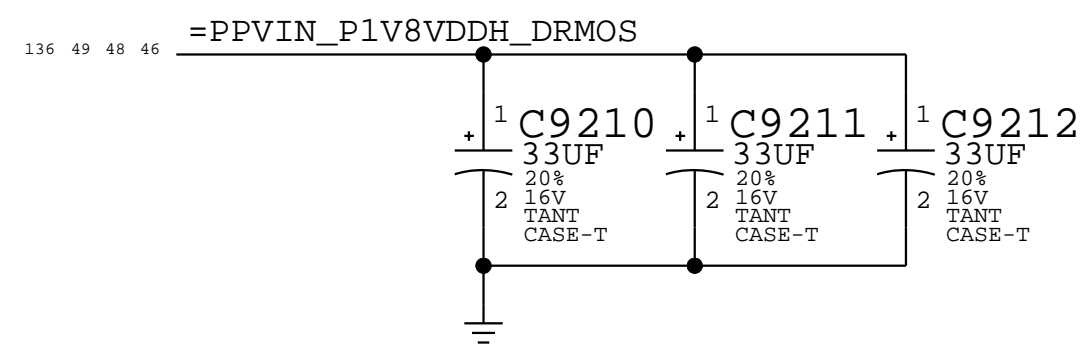 =PPVIN_P1V8VDDH_DRMOS
136 49 48 46
1 C9210
+
33UF
20%
2 16V
TANT
CASE-T
1 C9211
+
33UF
20%
2 16V
TANT
CASE-T
1 C9212
+
33UF
20%
2 16V
TANT
CASE-T